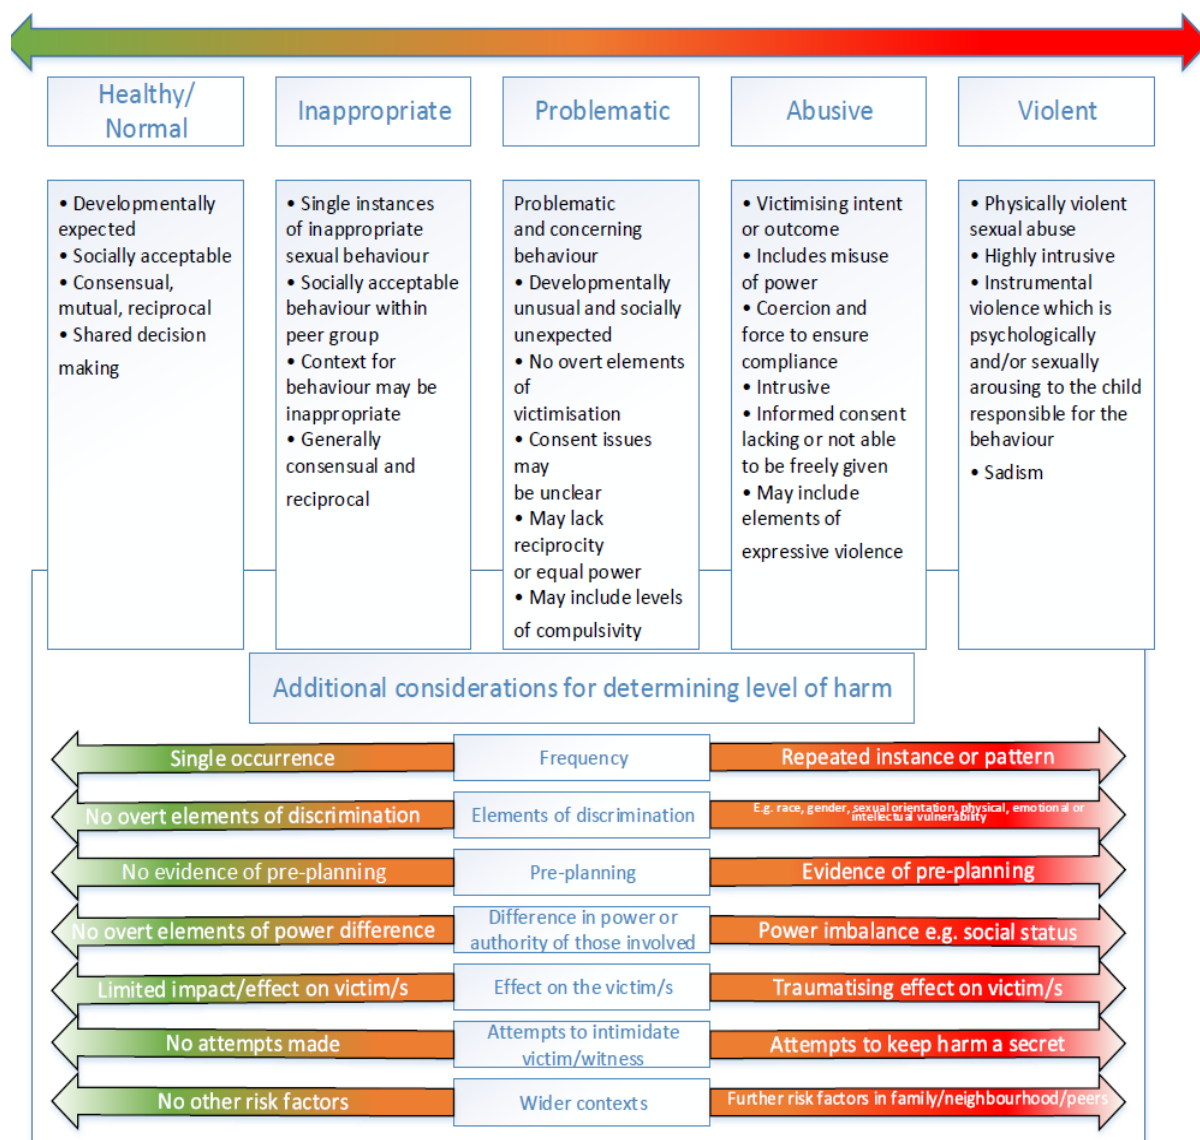 Healthy/
Normal
Inappropriate
Problematic
Abusive
Violent
• Developmentally
expected
• Socially acceptable
• Consensual,
mutual, reciprocal
• Shared decision
making
• Single instances
of inappropriate
sexual behaviour
• Socially acceptable
behaviour within
peer group
• Context for
behaviour may be
inappropriate
• Generally
consensual and
reciprocal
Problematic
and concerning
behaviour
• Developmentally
unusual and socially
unexpected
• No overt elements
of
victimisation
• Consent issues
may
be unclear
• May lack
reciprocity
or equal power
• May include levels
of compulsivity
• Victimising intent
or outcome
• Includes misuse
of power
• Coercion and
force to ensure
compliance
• Intrusive
• Informed consent
lacking or not able
to be freely given
• May include
elements of
expressive violence
• Physically violent
sexual abuse
• Highly intrusive
• Instrumental
violence which is
psychologically
and/or sexually
arousing to the child
responsible for the
behaviour
• Sadism
Additional considerations for determining level of harm
Single occurrence
Frequency
Repeated instance or pattern
No overt elements of discrimination
Elements of discrimination
E.g. race, gender, sexual orientation, physical, emotional or
intellectual vulnerability
No evidence of pre-planning
Pre-planning
Evidence of pre-planning
No overt elements of power difference
Difference in power or
authority of those involved
Power imbalance e.g. social status
Limited impact/effect on victim/s
Effect on the victim/s
Traumatising effect on victim/s
No attempts made
Attempts to intimidate
victim/witness
Attempts to keep harm a secret
No other risk factors
Wider contexts
Further risk factors in family/neighbourhood/peers